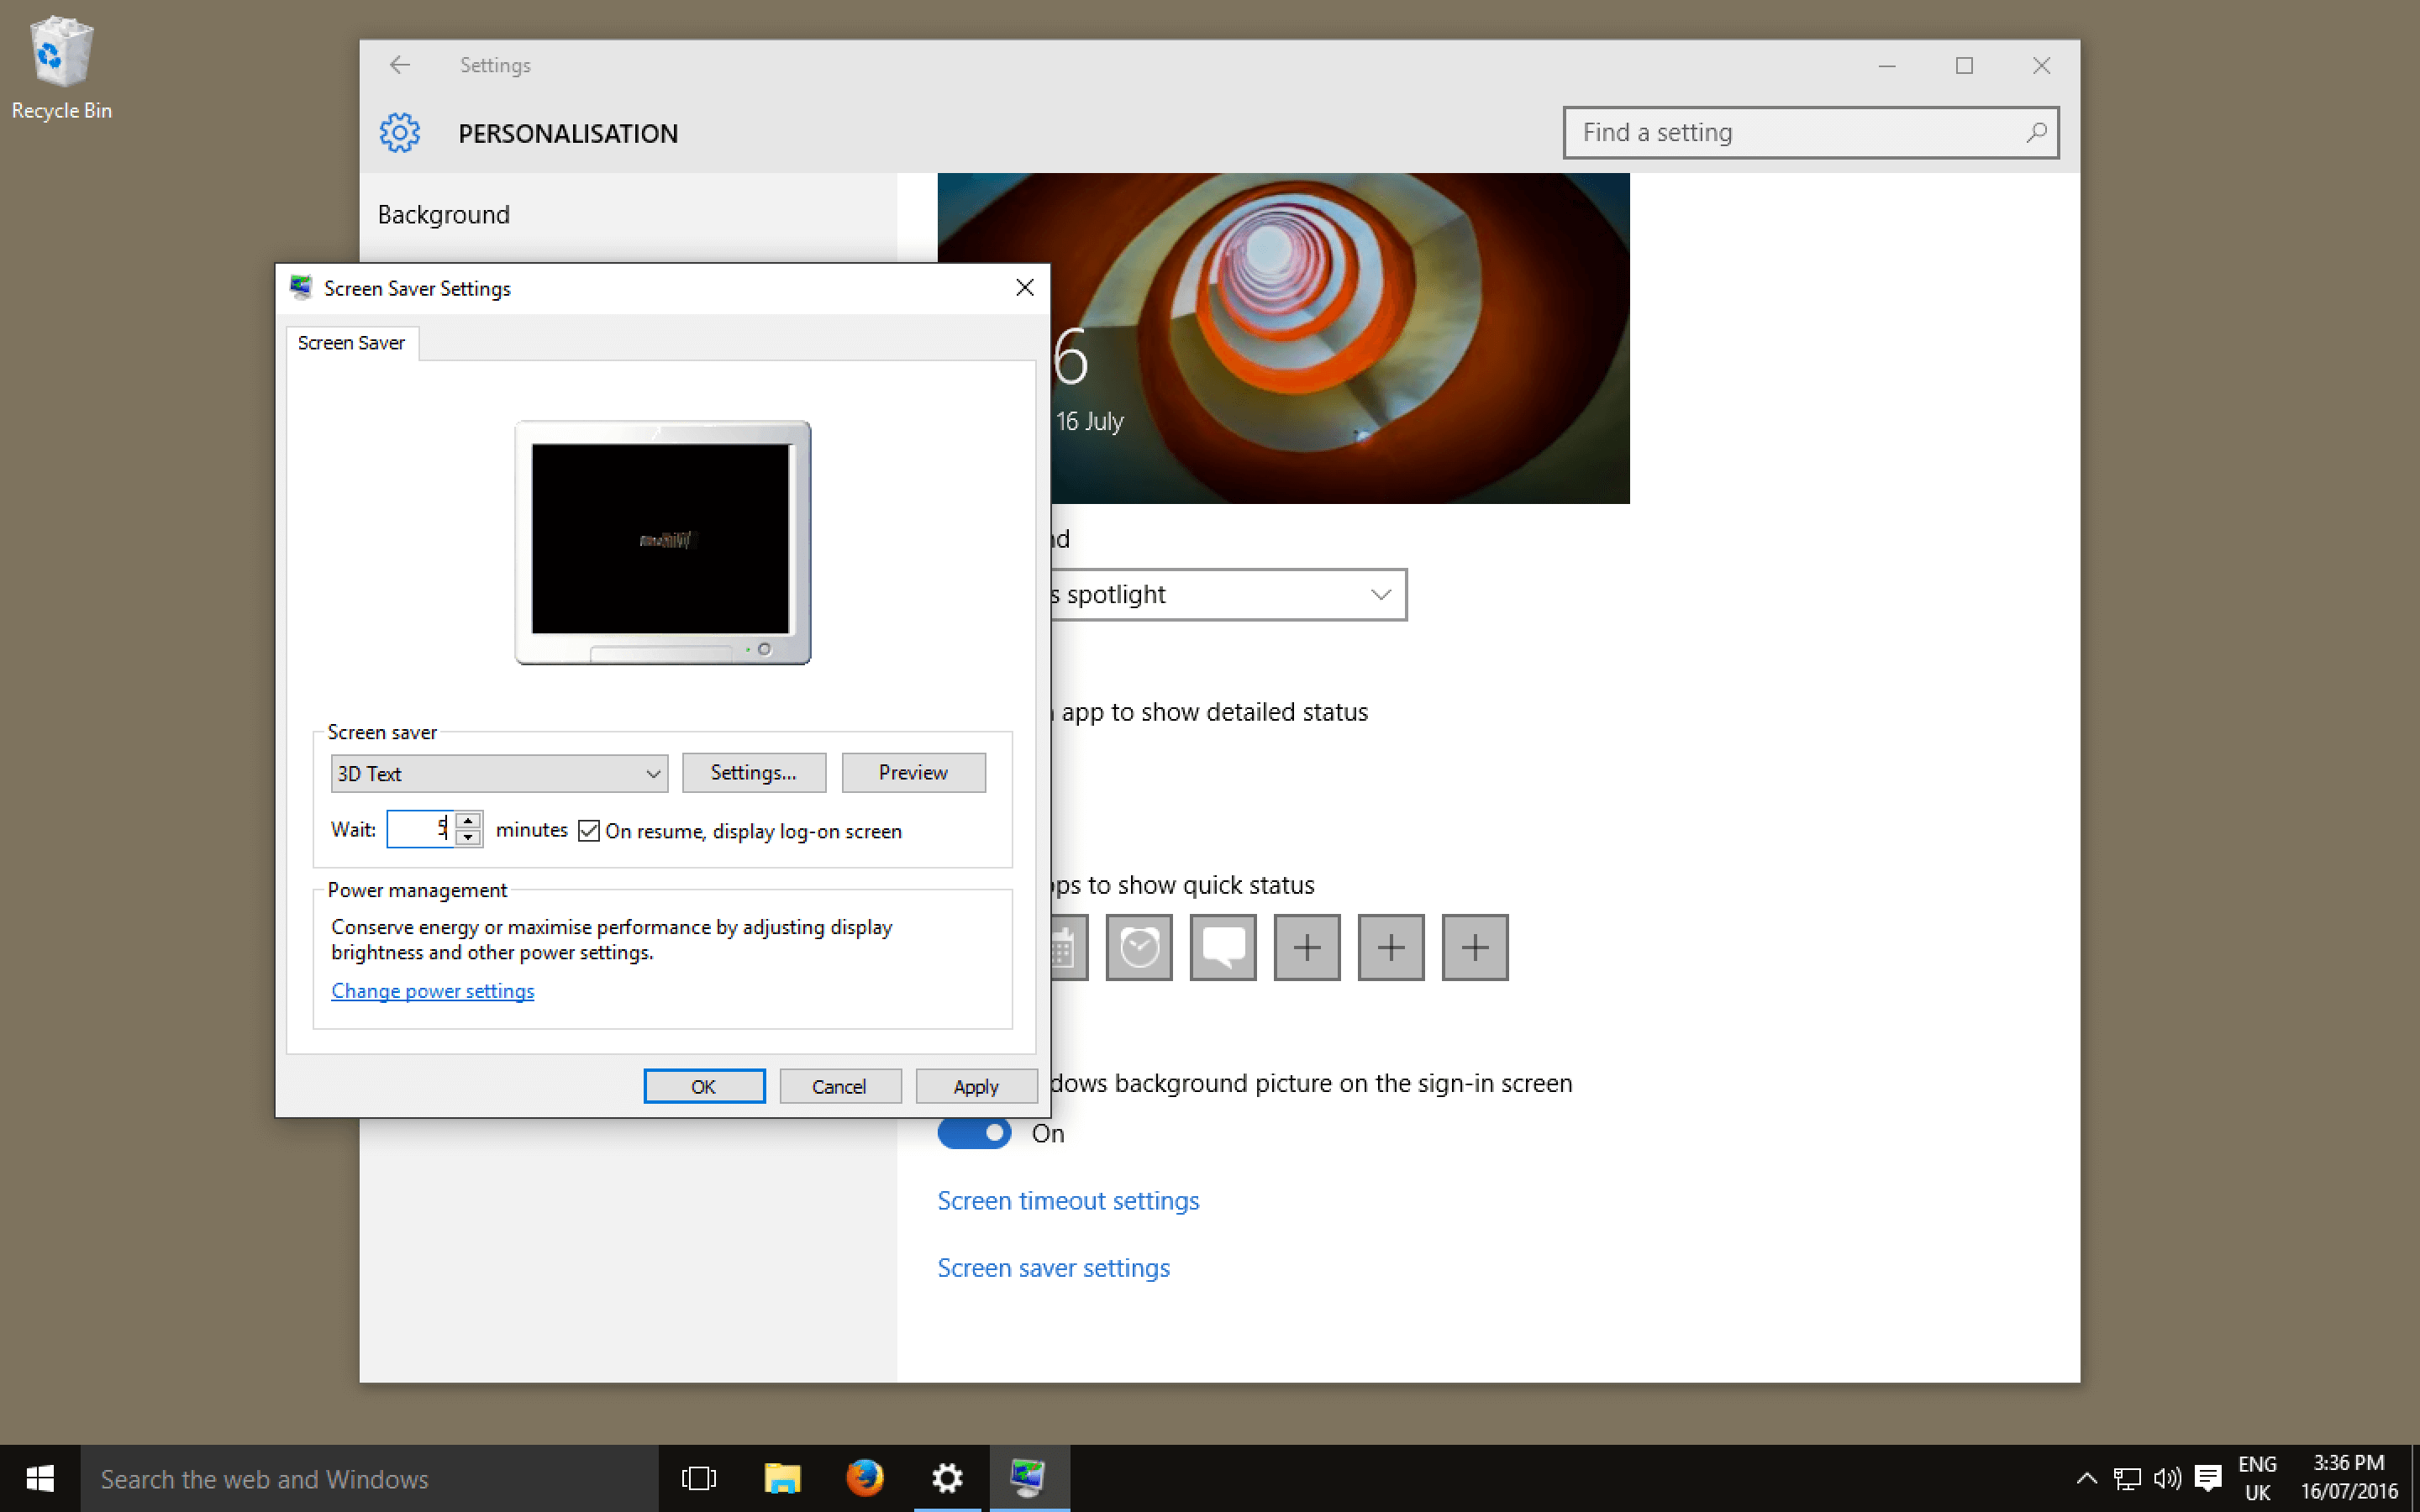 Recycle Bin
Settings
PERSONALISATION
Find a setting
Background
Screen Saver Settings
Screen Saver
6
16 July
nd
s spotlight
app to show detailed status
Screen saver
3D Text
Settings...
Preview
Wait:
5
minutes
On resume, display log-on screen
ps to show quick status
Power management
Conserve energy or maximise performance by adjusting display
brightness and other power settings.
Change power settings
OK
Cancel
Apply
dows background picture on the sign-in screen
On
Screen timeout settings
Screen saver settings
Search the web and Windows
ENG
UK
3:36 PM
16/07/2016